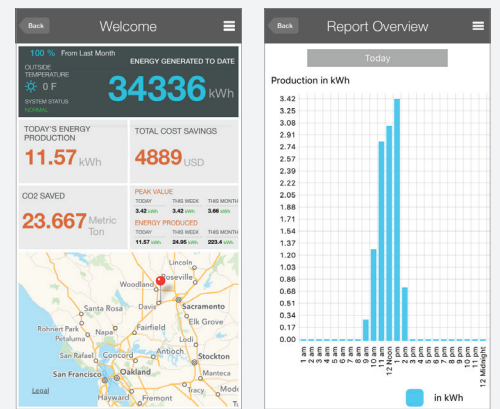 Back Welcome
100 % From Last Month
OUTSIDE TEMPERATURE
0 F
SYSTEM STATUS
NORMAL
ENERGY GENERATED TO DATE
34336 kWh
TODAY'S ENERGY PRODUCTION
11.57 kWh
TOTAL COST SAVINGS
4889 USD
CO2 SAVED
23.667 Metric Ton
PEAK VALUE
TODAY THIS WEEK THIS MONTH
3.42 kWh 3.42 kWh 3.66 kWh
ENERGY PRODUCED
TODAY THIS WEEK THIS MONTH
11.57 kWh 24.95 kWh 223.4 kWh
Lincoln
Roseville
Woodland
Santa Rosa
Davis
Sacramento
Elk Grove
Rohnert Park
Napa
Fairfield
Petaluma
Lodi
San Rafael
Concord
Antioch
Stockton
San Francisco
Oakland
Manteca
Legal
Hayward
Fremont
Tracy
Mode
Back Report Overview
Today
Production in kWh
3.42
3.25
3.08
2.91
2.74
2.57
2.39
2.22
2.05
1.88
1.71
1.54
1.37
1.20
1.03
0.86
0.68
0.51
0.34
0.17
0.00
1 am
2 am
3 am
4 am
5 am
6 am
7 am
8 am
9 am
10 am
11 am
12 Noon
1 pm
2 pm
3 pm
4 pm
5 pm
6 pm
7 pm
8 pm
9 pm
10 pm
11 pm
12 Midnight
in kWh